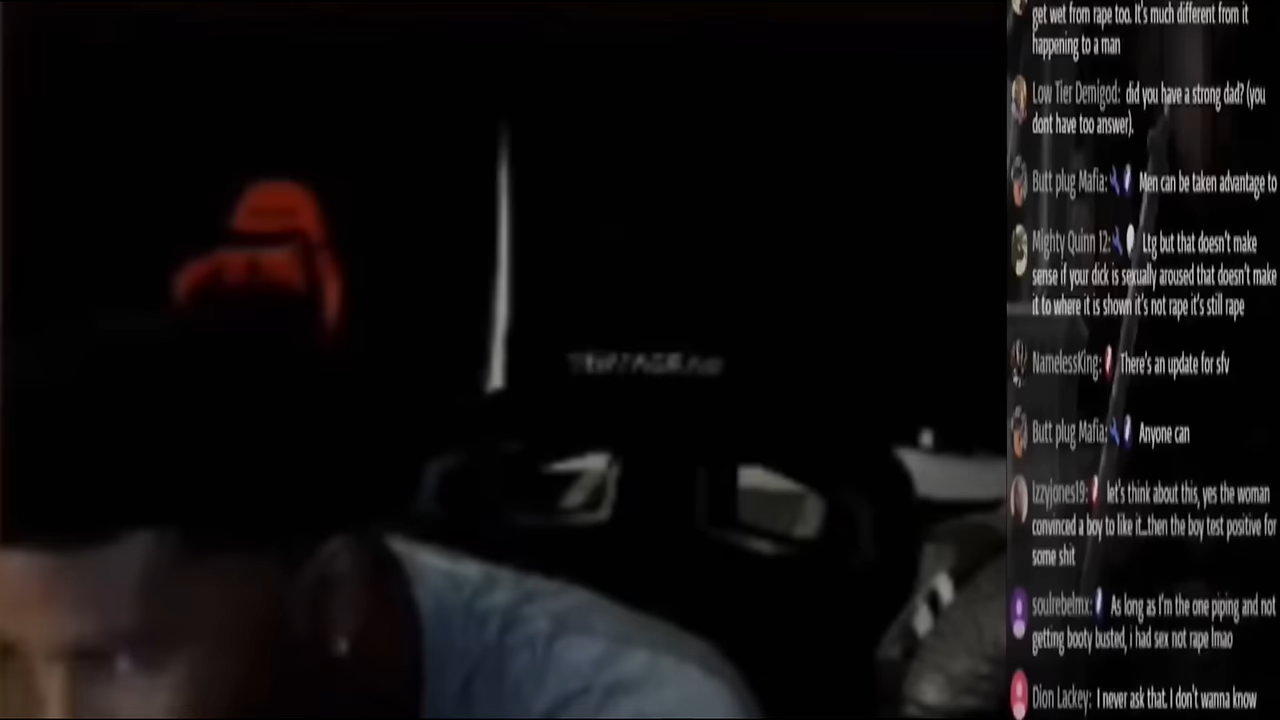 get wet from rape too. It's much different from it
happening to a man
Low Tier Demigod: did you have a strong dad? (you
dont have too answer).
Butt plug Mafia: Men can be taken advantage to
Mighty Quinn 12: Ltg but that doesn't make
sense if your dick is sexually aroused that doesn't make
it to where it is shown it's not rape it's still rape
NamelessKing: There's an update for sfv
Butt plug Mafia: Anyone can
Izzyjones19: let's think about this, yes the woman
convinced a boy to like it...then the boy test positive for
some shit
soulrebelmx: As long as I'm the one piping and not
getting booty busted, i had sex not rape lmao
Dion Lackey: I never ask that. I don't wanna know